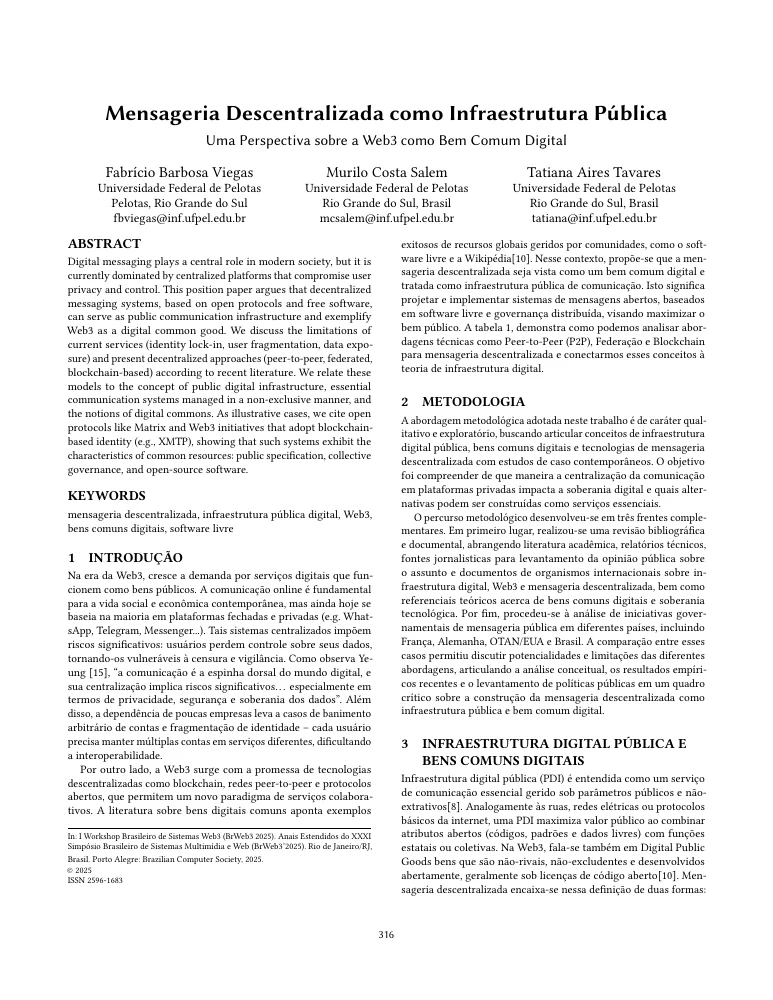 Mensageria Descentralizada como Infraestrutura Pública
Uma Perspectiva sobre a Web3 como Bem Comum Digital
Fabrício Barbosa Viegas
Universidade Federal de Pelotas
Pelotas, Rio Grande do Sul
fbviegas@inf.ufpel.edu.br
Murilo Costa Salem
Universidade Federal de Pelotas
Rio Grande do Sul, Brasil
mcsalem@inf.ufpel.edu.br
Tatiana Aires Tavares
Universidade Federal de Pelotas
Rio Grande do Sul, Brasil
tatiana@inf.ufpel.edu.br
ABSTRACT
Digital messaging plays a central role in modern society, but it is
currently dominated by centralized platforms that compromise user
privacy and control. This position paper argues that decentralized
messaging systems, based on open protocols and free software,
can serve as public communication infrastructure and exemplify
Web3 as a digital common good. We discuss the limitations of
current services (identity lock-in, user fragmentation, data expo-
sure) and present decentralized approaches (peer-to-peer, federated,
blockchain-based) according to recent literature. We relate these
models to the concept of public digital infrastructure, essential
communication systems managed in a non-exclusive manner, and
the notions of digital commons. As illustrative cases, we cite open
protocols like Matrix and Web3 initiatives that adopt blockchain-
based identity (e.g., XMTP), showing that such systems exhibit the
characteristics of common resources: public specification, collective
governance, and open-source software.
KEYWORDS
mensageria descentralizada, infraestrutura pública digital, Web3,
bens comuns digitais, software livre
1 INTRODUÇÃO
Na era da Web3, cresce a demanda por serviços digitais que fun-
cionem como bens públicos. A comunicação online é fundamental
para a vida social e econômica contemporânea, mas ainda hoje se
baseia na maioria em plataformas fechadas e privadas (e.g. What-
sApp, Telegram, Messenger...). Tais sistemas centralizados impõem
riscos significativos: usuários perdem controle sobre seus dados,
tornando-os vulneráveis à censura e vigilância. Como observa Ye-
ung [15], “a comunicação é a espinha dorsal do mundo digital, e
sua centralização implica riscos significativos… especialmente em
termos de privacidade, segurança e soberania dos dados”. Além
disso, a dependência de poucas empresas leva a casos de banimento
arbitrário de contas e fragmentação de identidade – cada usuário
precisa manter múltiplas contas em serviços diferentes, dificultando
a interoperabilidade.
Por outro lado, a Web3 surge com a promessa de tecnologias
descentralizadas como blockchain, redes peer-to-peer e protocolos
abertos, que permitem um novo paradigma de serviços colabora-
tivos. A literatura sobre bens digitais comuns aponta exemplos
In: I Workshop Brasileiro de Sistemas Web3 (BrWeb3 2025). Anais Estendidos do XXXI
Simpósio Brasileiro de Sistemas Multimídia e Web (BrWeb3’2025). Rio de Janeiro/RJ,
Brasil. Porto Alegre: Brazilian Computer Society, 2025.
© 2025
ISSN 2596-1683
exitosos de recursos globais geridos por comunidades, como o soft-
ware livre e a Wikipédia[10]. Nesse contexto, propõe-se que a men-
sageria descentralizada seja vista como um bem comum digital e
tratada como infraestrutura pública de comunicação. Isto significa
projetar e implementar sistemas de mensagens abertos, baseados
em software livre e governança distribuída, visando maximizar o
bem público. A tabela 1, demonstra como podemos analisar abor-
dagens técnicas como Peer-to-Peer (P2P), Federação e Blockchain
para mensageria descentralizada e conectarmos esses conceitos à
teoria de infraestrutura digital.
2 METODOLOGIA
A abordagem metodológica adotada neste trabalho é de caráter qual-
itativo e exploratório, buscando articular conceitos de infraestrutura
digital pública, bens comuns digitais e tecnologias de mensageria
descentralizada com estudos de caso contemporâneos. O objetivo
foi compreender de que maneira a centralização da comunicação
em plataformas privadas impacta a soberania digital e quais alter-
nativas podem ser construídas como serviços essenciais.
O percurso metodológico desenvolveu-se em três frentes comple-
mentares. Em primeiro lugar, realizou-se uma revisão bibliográfica
e documental, abrangendo literatura acadêmica, relatórios técnicos,
fontes jornalísticas para levantamento da opinião pública sobre
o assunto e documentos de organismos internacionais sobre in-
fraestrutura digital, Web3 e mensageria descentralizada, bem como
referenciais teóricos acerca de bens comuns digitais e soberania
tecnológica. Por fim, procedeu-se à análise de iniciativas gover-
namentais de mensageria pública em diferentes países, incluindo
França, Alemanha, OTAN/EUA e Brasil. A comparação entre esses
casos permitiu discutir potencialidades e limitações das diferentes
abordagens, articulando a análise conceitual, os resultados empíri-
cos recentes e o levantamento de políticas públicas em um quadro
crítico sobre a construção da mensageria descentralizada como
infraestrutura pública e bem comum digital.
3 INFRAESTRUTURA DIGITAL PÚBLICA E
BENS COMUNS DIGITAIS
Infraestrutura digital pública (PDI) é entendida como um serviço
de comunicação essencial gerido sob parâmetros públicos e não-
extrativos[8]. Analogamente às ruas, redes elétricas ou protocolos
básicos da internet, uma PDI maximiza valor público ao combinar
atributos abertos (códigos, padrões e dados livres) com funções
estatais ou coletivas. Na Web3, fala-se também em Digital Public
Goods bens que são não-rivais, não-excludentes e desenvolvidos
abertamente, geralmente sob licenças de código aberto[10]. Men-
sageria descentralizada encaixa-se nessa definição de duas formas:
316